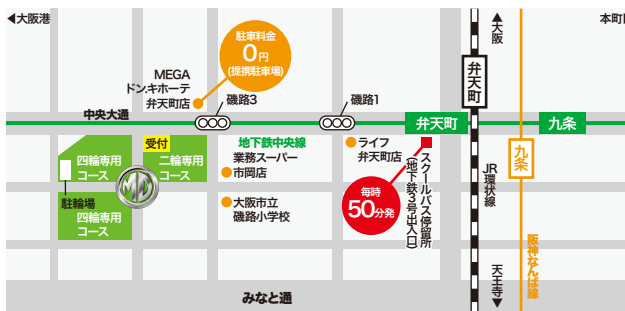 ◀大阪港
駐車料金
0円
(提携駐車場)
▲大阪
本町
MEGA
ドン.キホーテ
弁天町店
磯路3
磯路1
弁天町
中央大通
弁天町
九条
受付
地下鉄中央線
ライフ
弁天町店
四輪専用
コース
二輪専用
コース
業務スーパー
市岡店
九条
スクールバス停留所
(地下鉄3号出入口)
JR環状線
毎時
50分発
駐輪場
四輪専用
コース
MD
大阪市立
磯路小学校
阪神なんば線
天王寺▼
みなと通